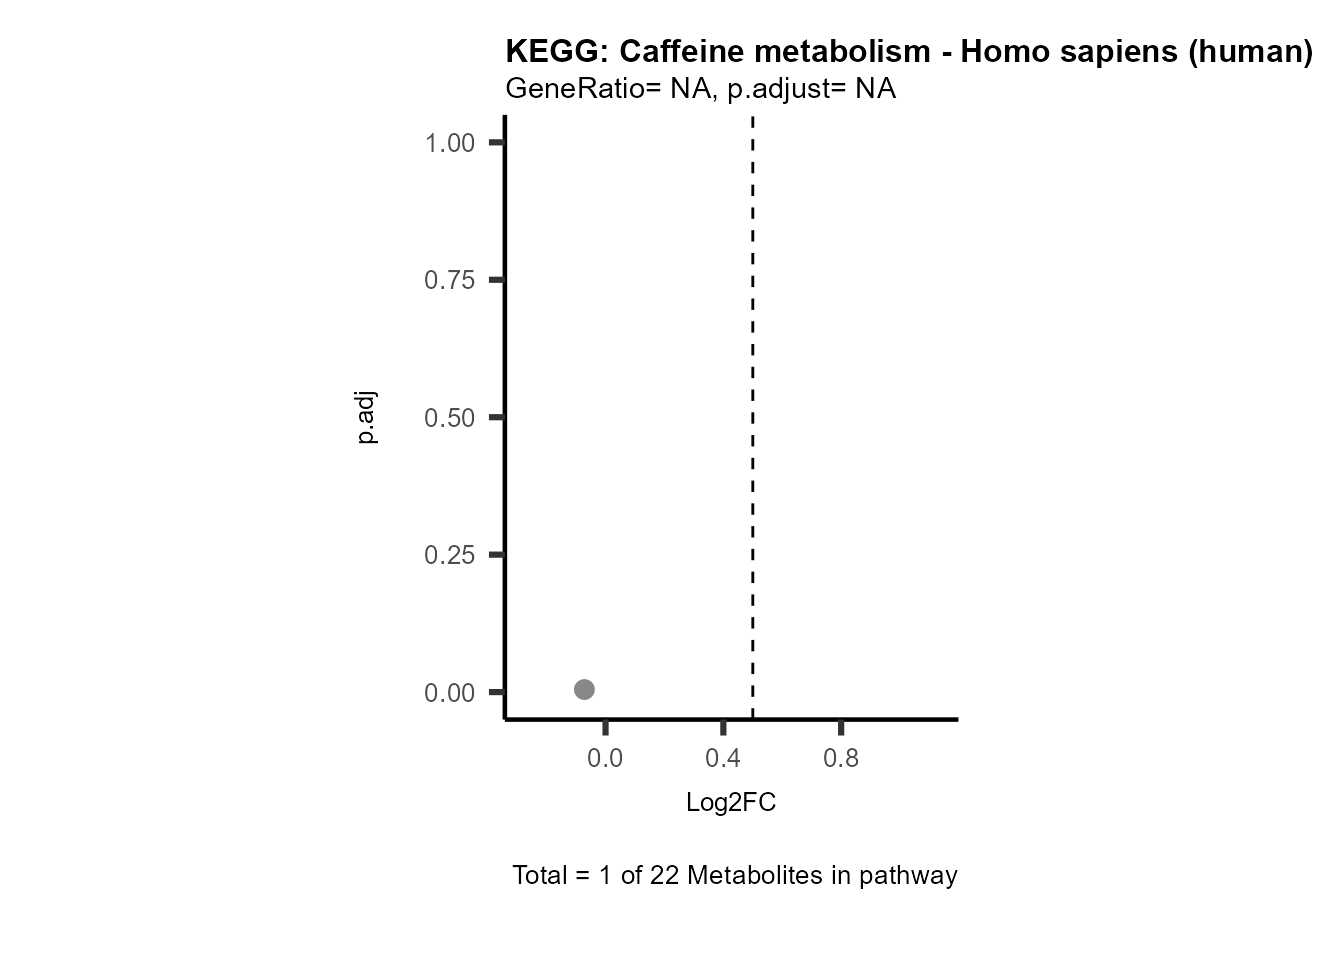 KEGG: Caffeine metabolism - Homo sapiens (human)
GeneRatio= NA, p.adjust= NA
1.00
0.75
0.50
0.25
0.00
p.adj
0.0 0.4 0.8
Log2FC
Total = 1 of 22 Metabolites in pathway